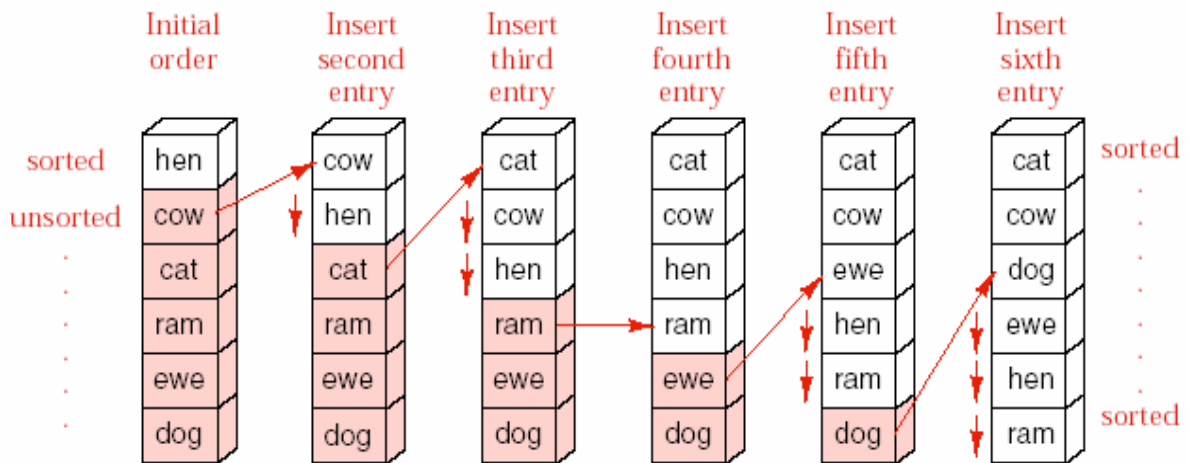 Initial order
Insert second entry
Insert third entry
Insert fourth entry
Insert fifth entry
Insert sixth entry
sorted hen cow cat cat cat cat sorted
unsorted cow hen cow cow cow cow
cat cat hen hen ewe dog
ram ram ram ram hen ewe
ewe ewe ewe ewe ram hen
dog dog dog dog dog ram sorted